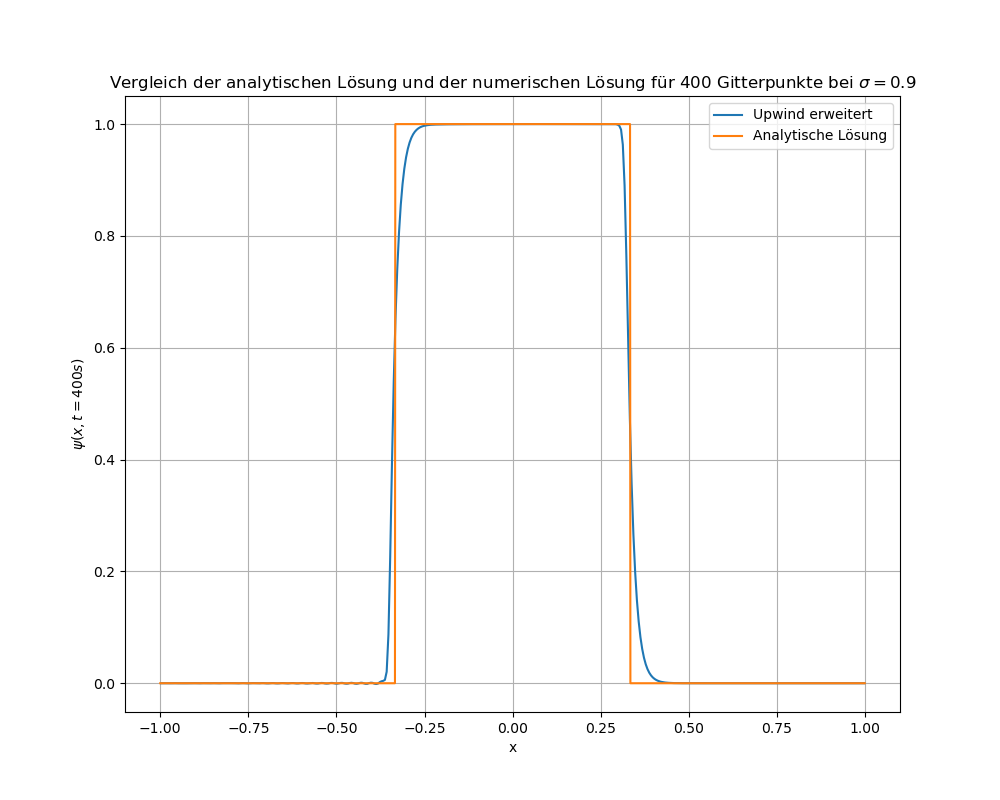 Vergleich der analytischen Lösung und der numerischen Lösung für 400 Gitterpunkte bei σ = 0.9
Upwind erweitert
Analytische Lösung
1.0
0.8
0.6
0.4
0.2
0.0
ψ(x, t = 400s)
−1.00 −0.75 −0.50 −0.25 0.00 0.25 0.50 0.75 1.00
x